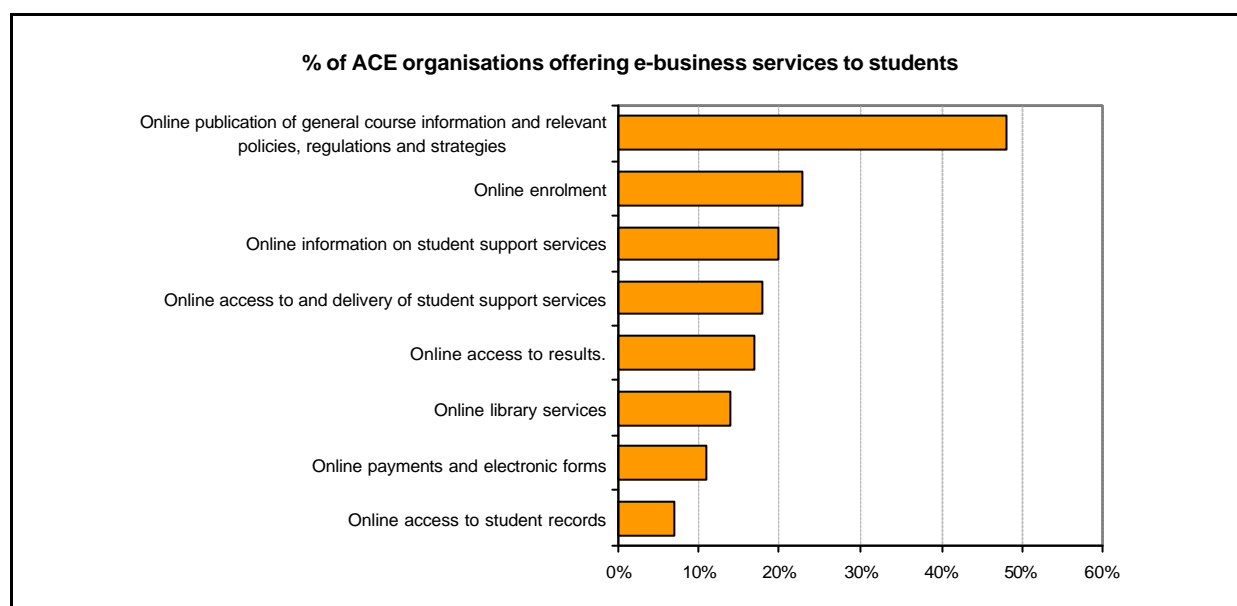 % of ACE organisations offering e-business services to students
Online publication of general course information and relevant
policies, regulations and strategies
Online enrolment
Online information on student support services
Online access to and delivery of student support services
Online access to results.
Online library services
Online payments and electronic forms
Online access to student records
0% 10% 20% 30% 40% 50% 60%